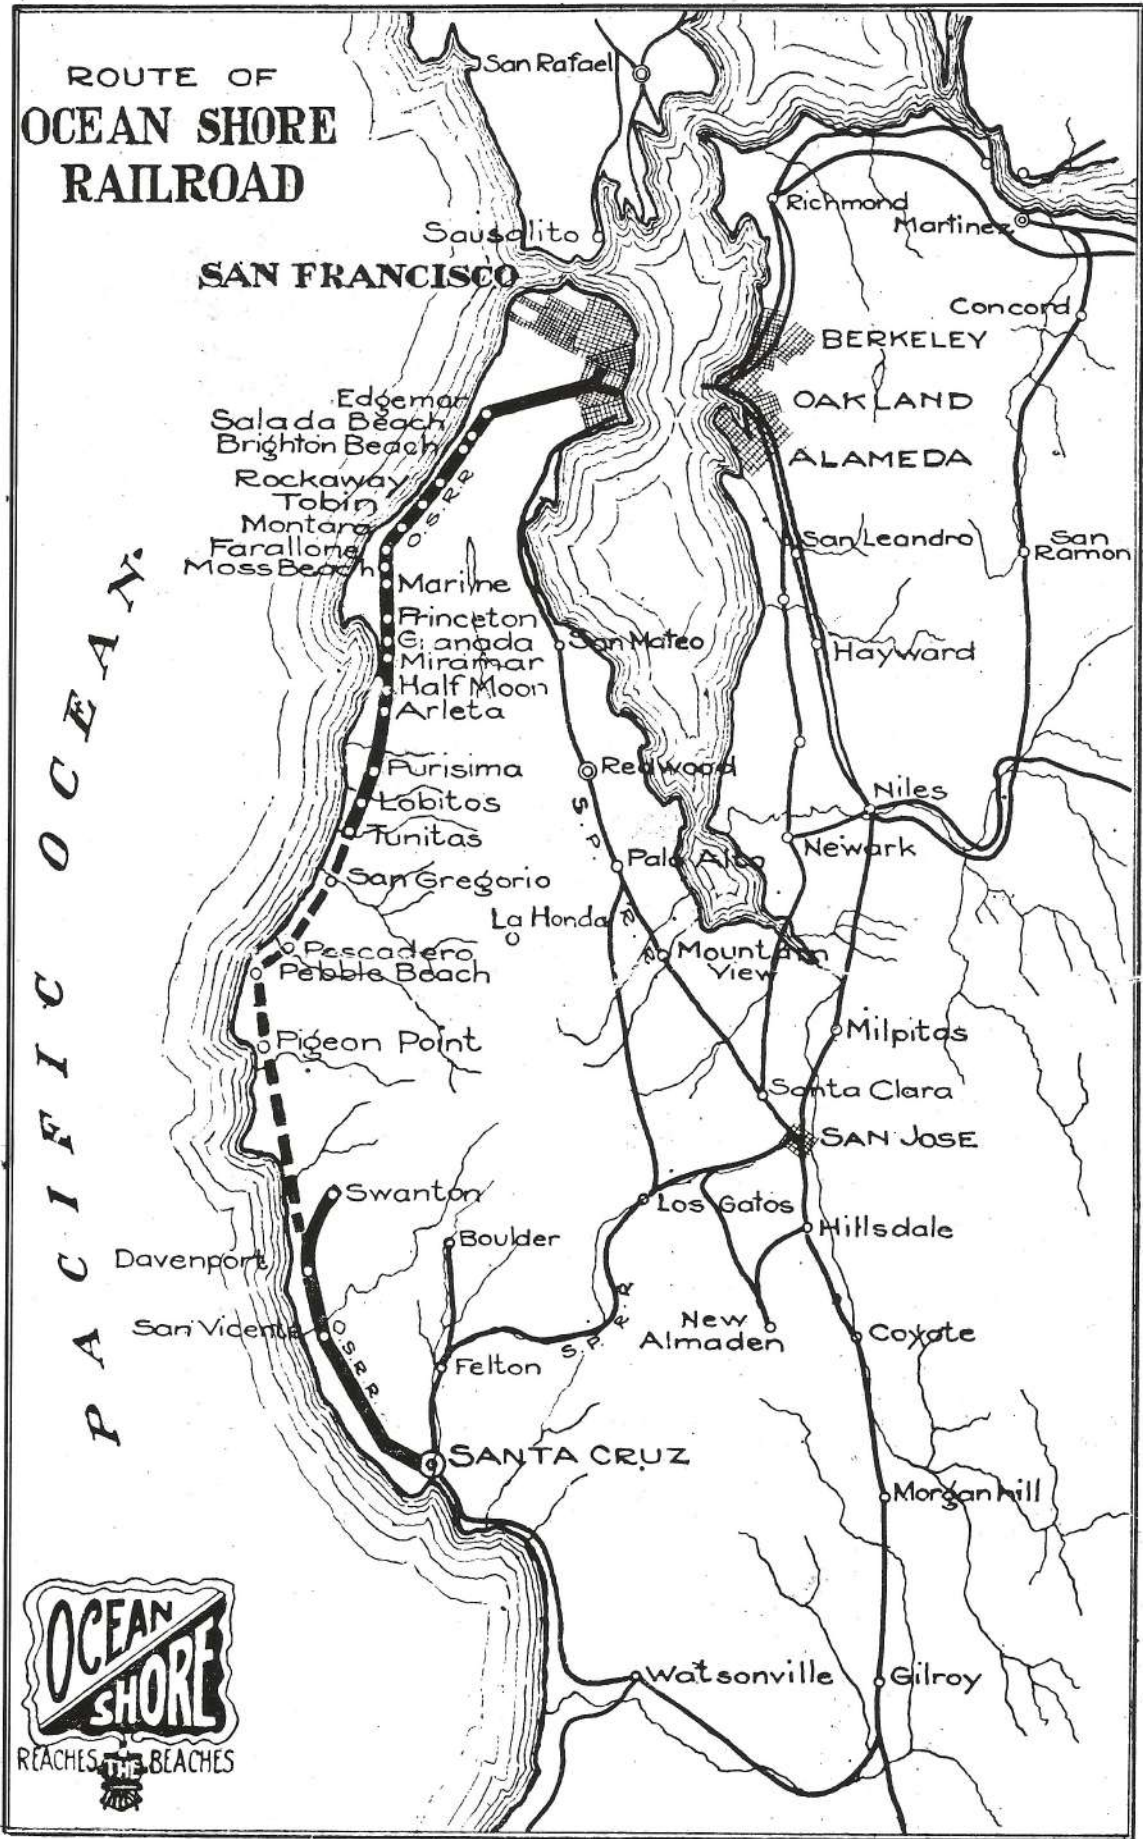 ROUTE OF
OCEAN SHORE
RAILROAD
San Rafael
Richmond
Martinez
Sausalito
SAN FRANCISCO
Concord
BERKELEY
OAKLAND
ALAMEDA
Edgemar
Salada Beach
Brighton Beach
Rockaway
Tobin
Montara
Farallone
Moss Beach
O.S.R.R
San Leandro
San
Ramon
Marine
Princeton
Granada
Miramar
Half Moon
Arleta
San Mateo
Hayward
PACIFIC OCEAN.
Purisima
Lobitos
Tunitas
Redwood
Niles
Newark
San Gregorio
Palo Alto
S.P.R.R
La Honda
Pescadero
Pebble Beach
Mountain
View
Pigeon Point
Milpitas
Santa Clara
SAN JOSE
Swanton
Los Gatos
Hillsdale
Boulder
Davenport
San Vicente
O.S.R.R.
New
Almaden
S.P.R.R
Coyote
Felton
SANTA CRUZ
Morganhill
Watsonville
Gilroy
OCEAN
SHORE
REACHES THE BEACHES